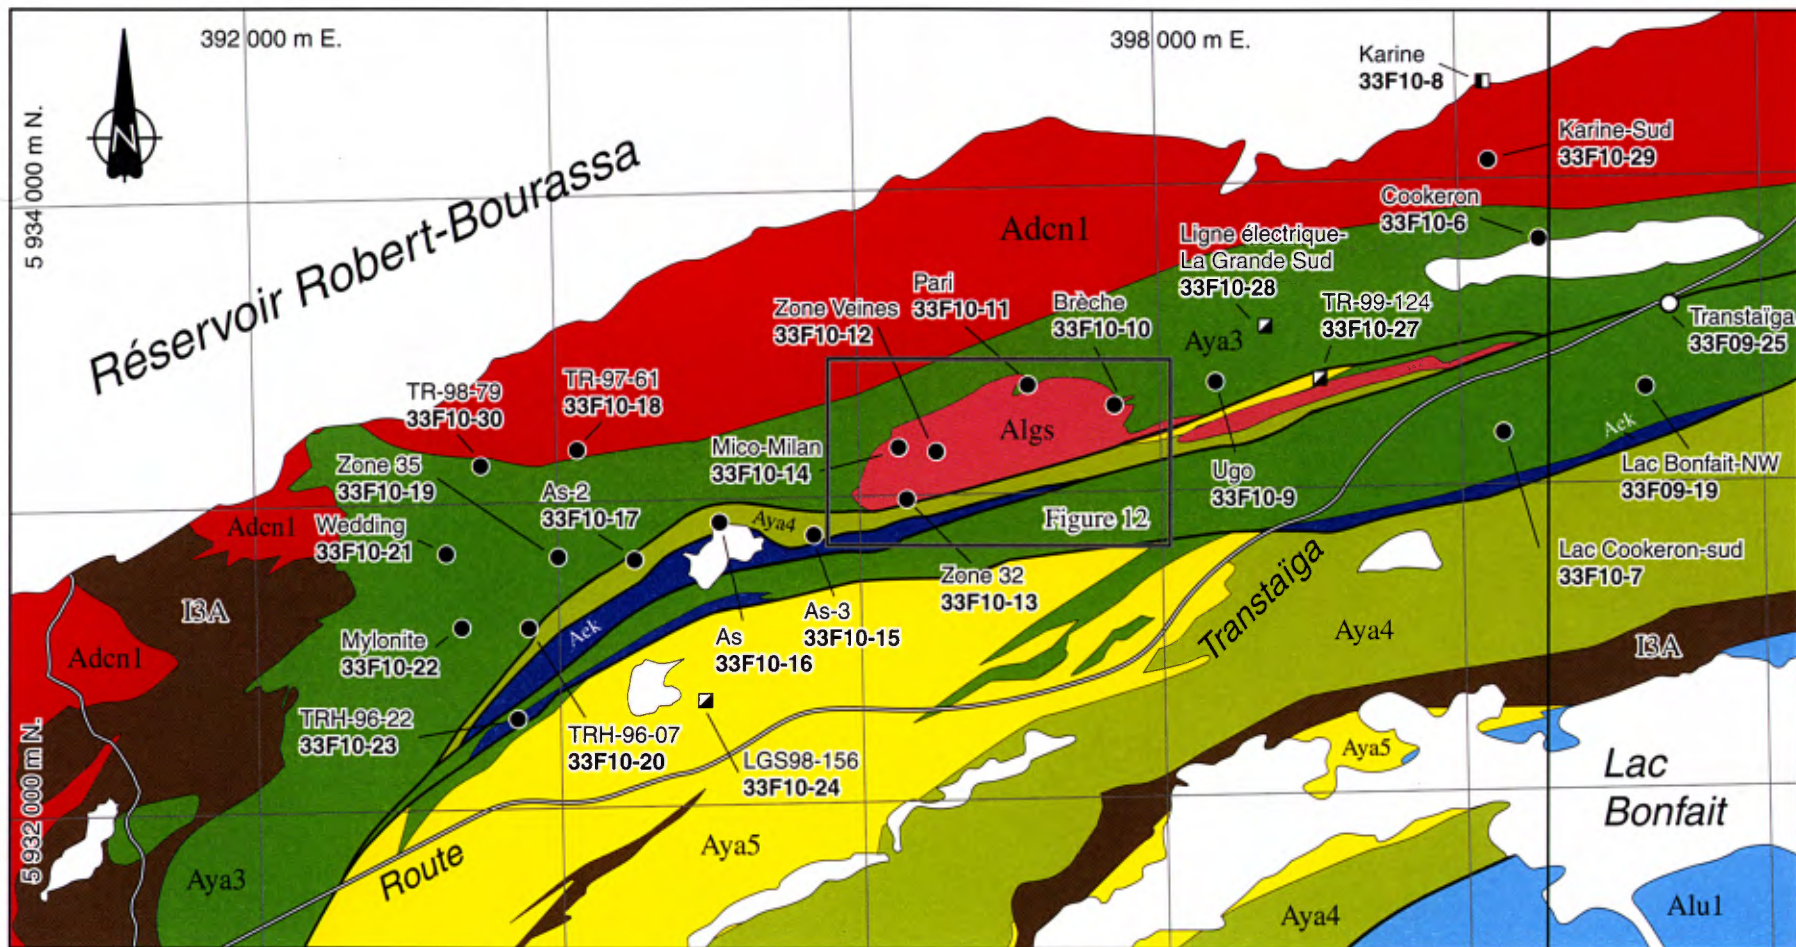 392 000 m E.
398 000 m E.
Karine
33F10-8
N
5 934 000 m N.
Réservoir Robert-Bourassa
Karine-Sud
33F10-29
Cookeron
33F10-6
Adcn1
Ligne électrique-
La Grande Sud
33F10-28
Pari
33F10-11
Brèche
33F10-10
Zone Veines
33F10-12
TR-99-124
33F10-27
Transtaïga
33F09-25
Aya3
TR-98-79
33F10-30
TR-97-61
33F10-18
Algs
Mico-Milan
33F10-14
Zone 35
33F10-19
As-2
33F10-17
Ugo
33F10-9
Aek
Lac Bonfait-NW
33F09-19
Adcn1
Wedding
33F10-21
Aya4
Figure 12
Lac Cookeron-sud
33F10-7
Zone 32
33F10-13
I3A
Aek
As-3
33F10-15
As
33F10-16
Transtaïga
Aya4
I3A
Adcn1
Mylonite
33F10-22
TRH-96-22
33F10-23
TRH-96-07
33F10-20
LGS98-156
33F10-24
Aya5
Lac
Bonfait
5 932 000 m N.
Aya3
Route
Aya5
Aya4
Alu1